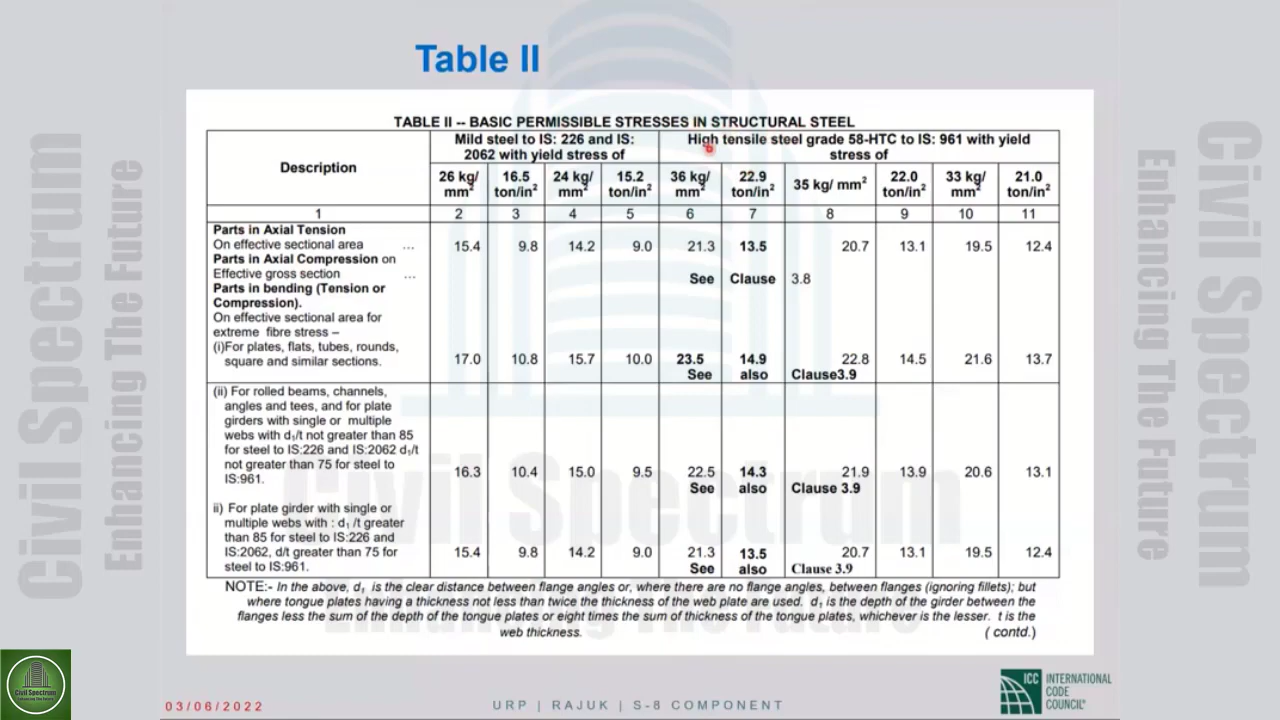 Table II
TABLE II -- BASIC PERMISSIBLE STRESSES IN STRUCTURAL STEEL
Description
Mild steel to IS: 226 and IS:
2062 with yield stress of
High tensile steel grade 58-HTC to IS: 961 with yield
stress of
26 kg/ mm² 16.5 ton/in² 24 kg/ mm² 15.2 ton/in² 36 kg/ mm² 22.9 ton/in² 35 kg/ mm² 22.0 ton/in² 33 kg/ mm² 21.0 ton/in²
1 2 3 4 5 6 7 8 9 10 11
Parts in Axial Tension
On effective sectional area ... 15.4 9.8 14.2 9.0 21.3 13.5 20.7 13.1 19.5 12.4
Parts in Axial Compression on
Effective gross section ... See Clause 3.8
Parts in bending (Tension or
Compression).
On effective sectional area for
extreme fibre stress –
(i)For plates, flats, tubes, rounds,
square and similar sections. 17.0 10.8 15.7 10.0 23.5 14.9 22.8 14.5 21.6 13.7
See also Clause3.9
(ii) For rolled beams, channels,
angles and tees, and for plate
girders with single or multiple
webs with d₁/t not greater than 85
for steel to IS:226 and IS:2062 d₁/t
not greater than 75 for steel to
IS:961. 16.3 10.4 15.0 9.5 22.5 14.3 21.9 13.9 20.6 13.1
See also Clause 3.9
ii) For plate girder with single or
multiple webs with : d₁ /t greater
than 85 for steel to IS:226 and
IS:2062, d/t greater than 75 for
steel to IS:961. 15.4 9.8 14.2 9.0 21.3 13.5 20.7 13.1 19.5 12.4
See also Clause 3.9
NOTE:- In the above, d₁ is the clear distance between flange angles or, where there are no flange angles, between flanges (ignoring fillets); but
where tongue plates having a thickness not less than twice the thickness of the web plate are used. d₁ is the depth of the girder between the
flanges less the sum of the depth of the tongue plates or eight times the sum of thickness of the tongue plates, whichever is the lesser. t is the
web thickness. ( contd.)
Civil Spectrum
Enhancing The Future
Civil Spectrum
Enhancing The Future
Civil Spectrum
Enhancing The Future
Civil Spectrum
Enhancing The Future
03/06/2022
URP | RAJUK | S-8 COMPONENT
ICC INTERNATIONAL
CODE
COUNCIL®